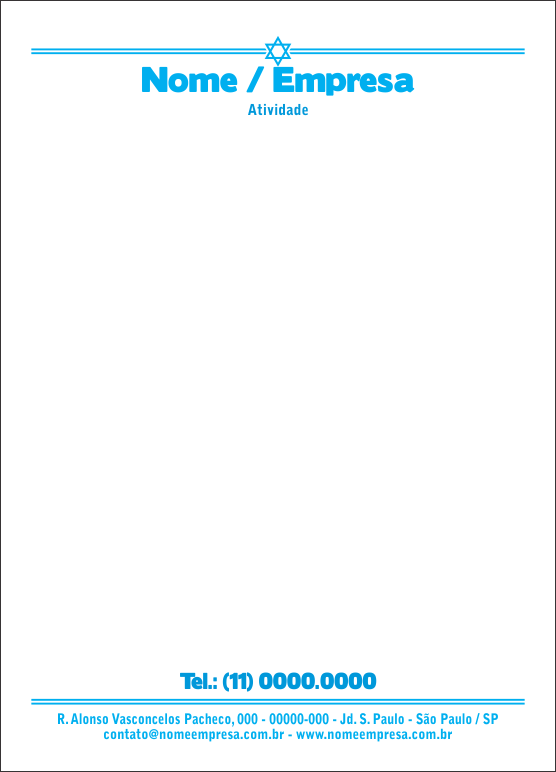 Nome / Empresa
Atividade
Tel.: (11) 0000.0000
R. Alonso Vasconcelos Pacheco, 000 - 00000-000 - Jd. S. Paulo - São Paulo / SP
contato@nomeempresa.com.br - www.nomeempresa.com.br